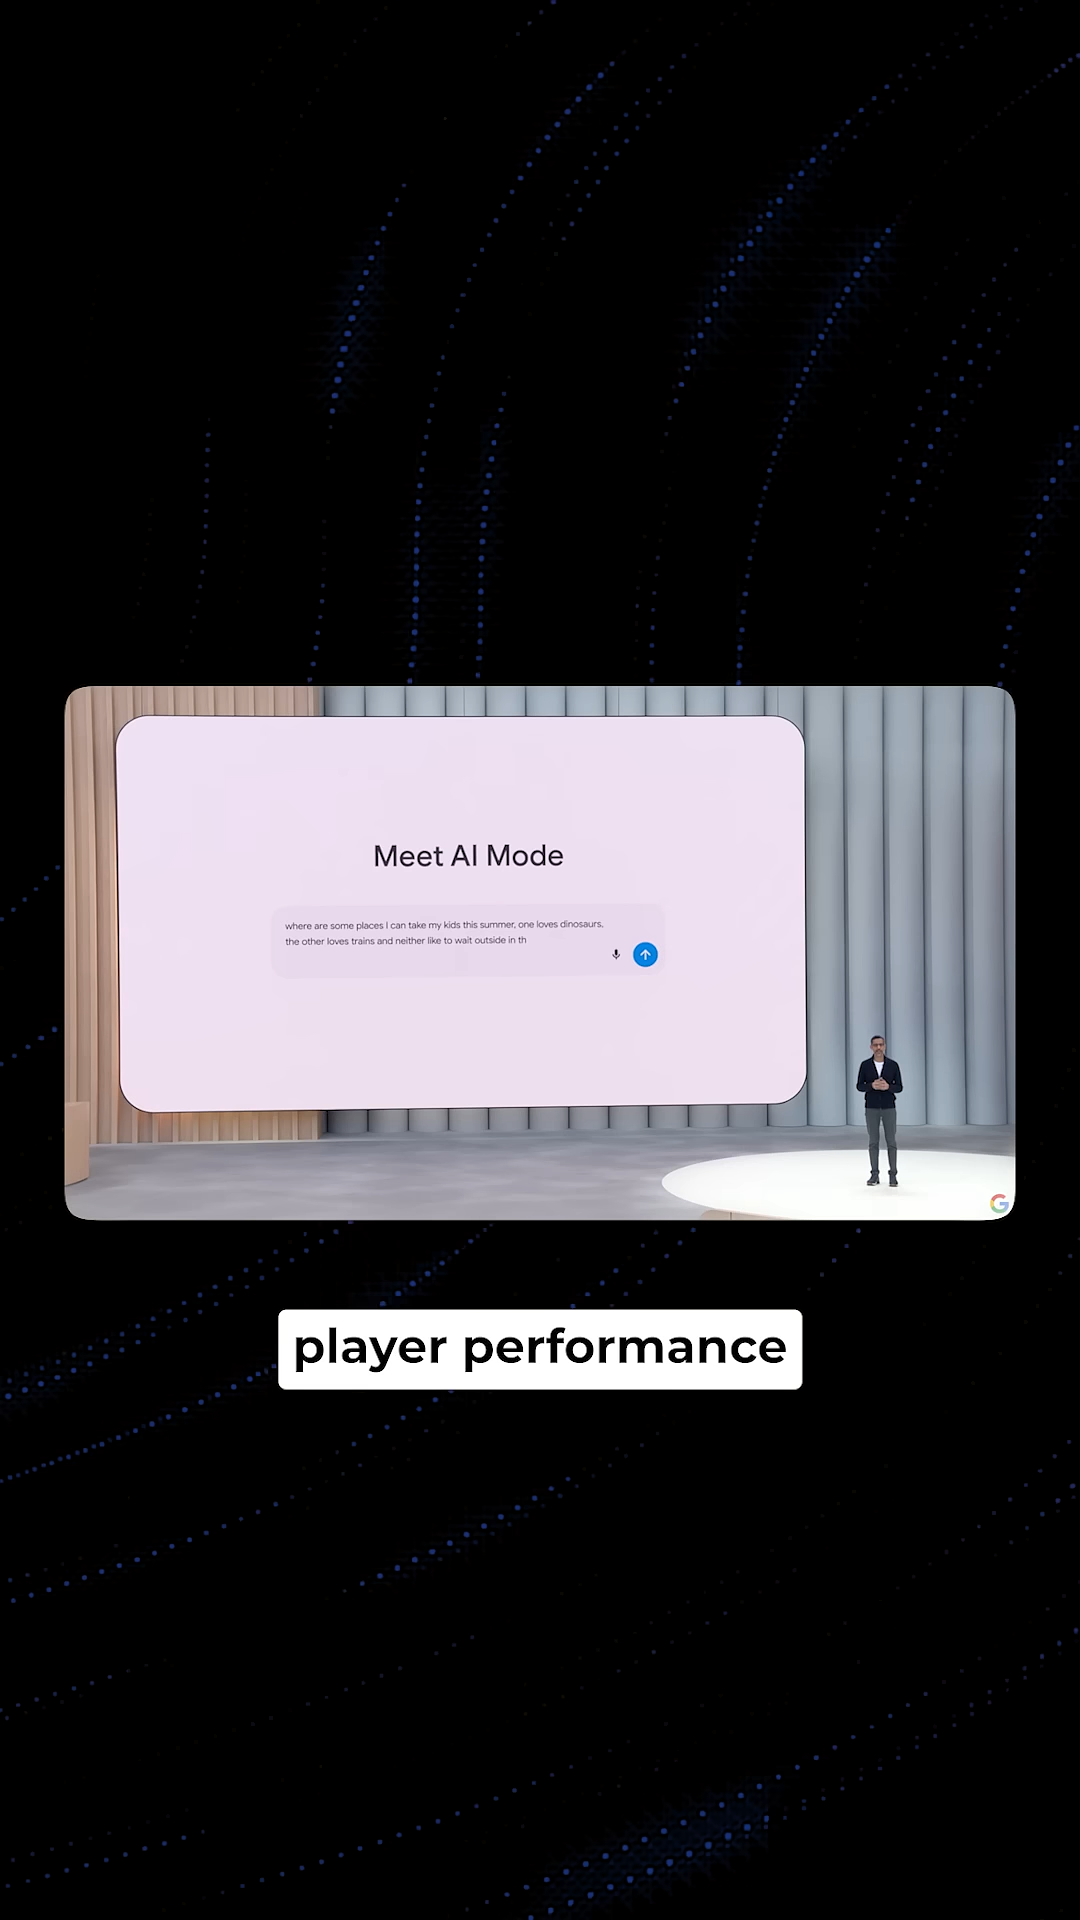 Meet AI Mode
where are some places I can take my kids this summer, one loves dinosaurs,
the other loves trains and neither like to wait outside in th
player performance